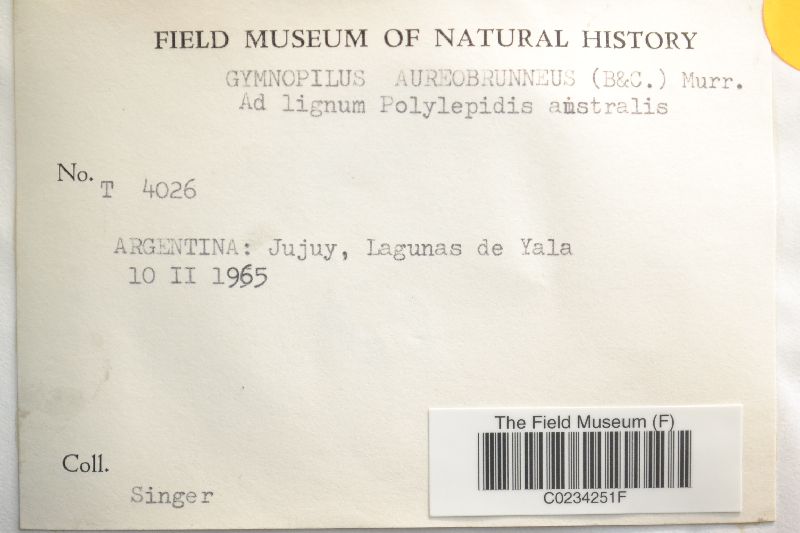 FIELD MUSEUM OF NATURAL HISTORY
GYMNOPILUS AUREOBRUNNEUS (B&C.) Murr.
Ad lignum Polylepidis australis
No. T 4026
ARGENTINA: Jujuy, Lagunas de Yala
10 II 1965
The Field Museum (F)
C0234251F
Coll.
Singer